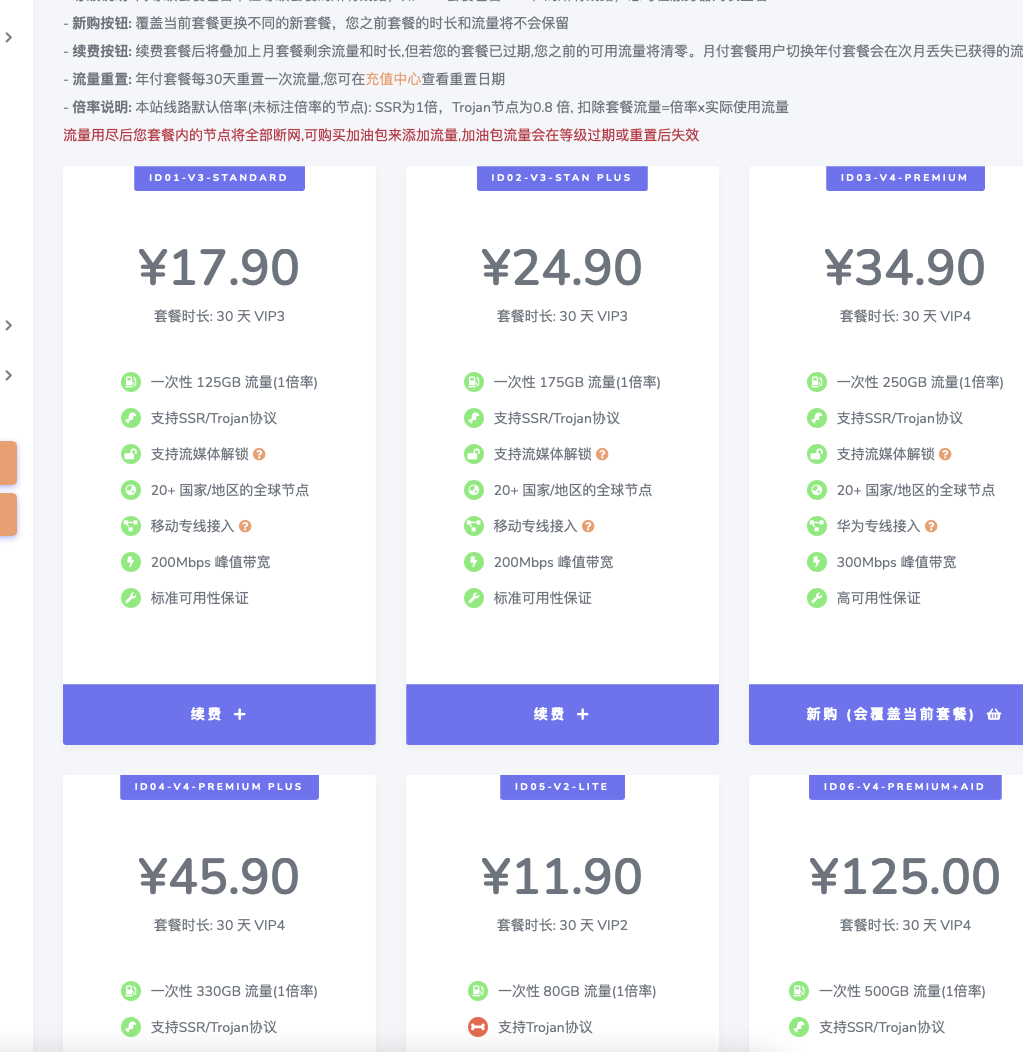 - 新购按钮: 覆盖当前套餐更换不同的新套餐，您之前套餐的时长和流量将不会保留
- 续费按钮: 续费套餐后将叠加上月套餐剩余流量和时长,但若您的套餐已过期,您之前的可用流量将清零。月付套餐用户切换年付套餐会在次月丢失已获得的流
- 流量重置: 年付套餐每30天重置一次流量,您可在充值中心查看重置日期
- 倍率说明: 本站线路默认倍率(未标注倍率的节点): SSR为1倍，Trojan节点为0.8 倍, 扣除套餐流量=倍率x实际使用流量
流量用尽后您套餐内的节点将全部断网,可购买加油包来添加流量,加油包流量会在等级过期或重置后失效
ID01-V3-STANDARD
¥17.90
套餐时长: 30 天 VIP3
一次性 125GB 流量(1倍率)
支持SSR/Trojan协议
支持流媒体解锁 ?
20+ 国家/地区的全球节点
移动专线接入 ?
200Mbps 峰值带宽
标准可用性保证
续费 +
ID02-V3-STAN PLUS
¥24.90
套餐时长: 30 天 VIP3
一次性 175GB 流量(1倍率)
支持SSR/Trojan协议
支持流媒体解锁 ?
20+ 国家/地区的全球节点
移动专线接入 ?
200Mbps 峰值带宽
标准可用性保证
续费 +
ID03-V4-PREMIUM
¥34.90
套餐时长: 30 天 VIP4
一次性 250GB 流量(1倍率)
支持SSR/Trojan协议
支持流媒体解锁 ?
20+ 国家/地区的全球节点
华为专线接入 ?
300Mbps 峰值带宽
高可用性保证
新购 (会覆盖当前套餐)
ID04-V4-PREMIUM PLUS
¥45.90
套餐时长: 30 天 VIP4
一次性 330GB 流量(1倍率)
支持SSR/Trojan协议
ID05-V2-LITE
¥11.90
套餐时长: 30 天 VIP2
一次性 80GB 流量(1倍率)
支持Trojan协议
ID06-V4-PREMIUM+AID
¥125.00
套餐时长: 30 天 VIP4
一次性 500GB 流量(1倍率)
支持SSR/Trojan协议